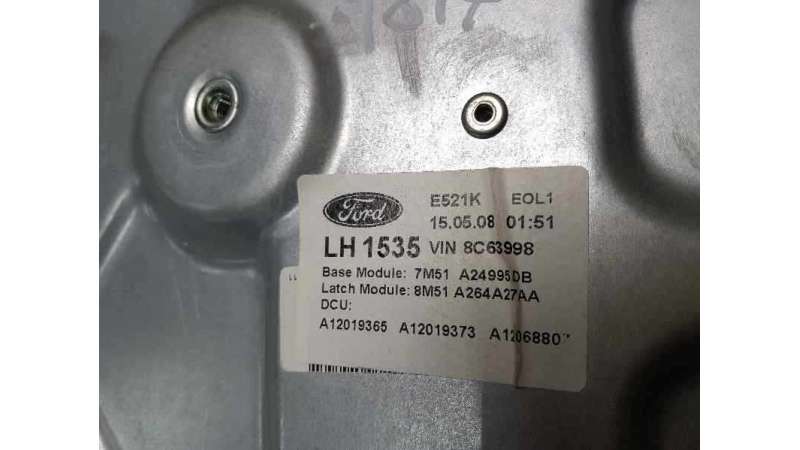 Ford
E521K EOL1
15.05.08 01:51
LH 1535 VIN 8C63998
Base Module: 7M51 A24995DB
Latch Module: 8M51 A264A27AA
DCU:
A12019365 A12019373